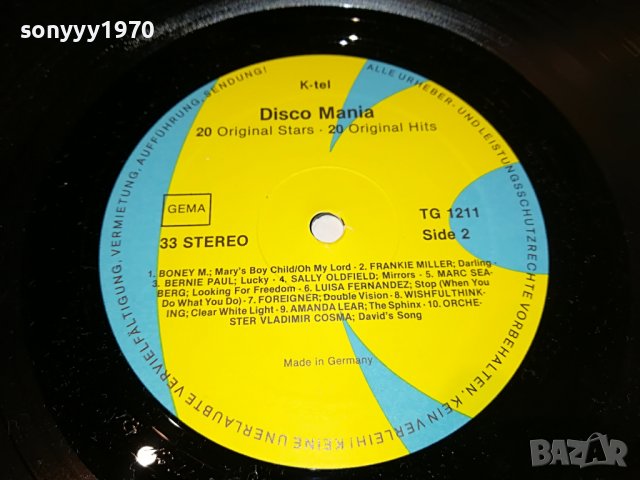 sonyyy1970
K-tel
Disco Mania
20 Original Stars · 20 Original Hits
GEMA
33 STEREO
TG 1211
Side 2
1. BONEY M.; Mary's Boy Child/Oh My Lord · 2. FRANKIE MILLER; Darling ·
3. BERNIE PAUL; Lucky · 4. SALLY OLDFIELD; Mirrors · 5. MARC SEA-
BERG; Looking For Freedom · 6. LUISA FERNANDEZ; Stop (When You
Do What You Do) · 7. FOREIGNER; Double Vision · 8. WISHFULTHINK-
ING; Clear White Light · 9. AMANDA LEAR; The Sphinx · 10. ORCHE-
STER VLADIMIR COSMA; David's Song
Made in Germany
ALLE URHEBER- UND LEISTUNGSSCHUTZRECHTE VORBEHALTEN. KEIN VERLEIH! KEINE UNERLAUBTE VERVIELFÄLTIGUNG, VERMIETUNG, AUFFÜHRUNG, SENDUNG!
BAZAR